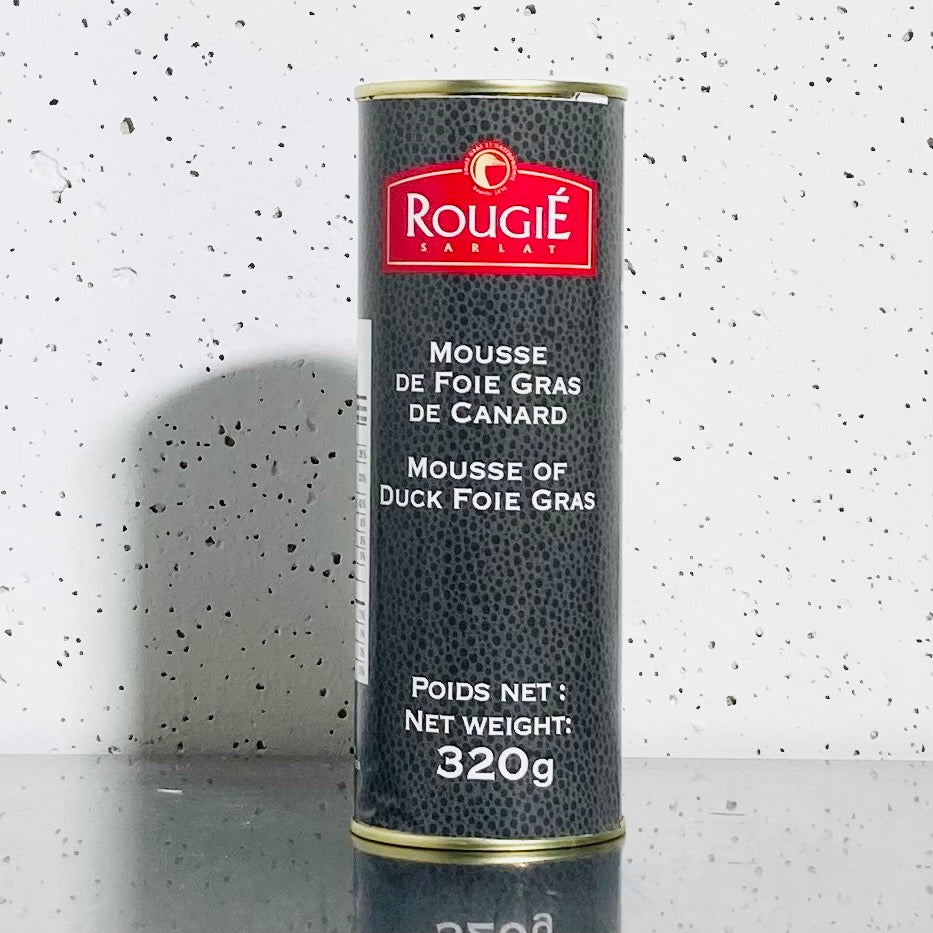 ROUGIÉ
SARLAT
MOUSSE
DE FOIE GRAS
DE CANARD
MOUSSE OF
DUCK FOIE GRAS
POIDS NET :
NET WEIGHT:
320g